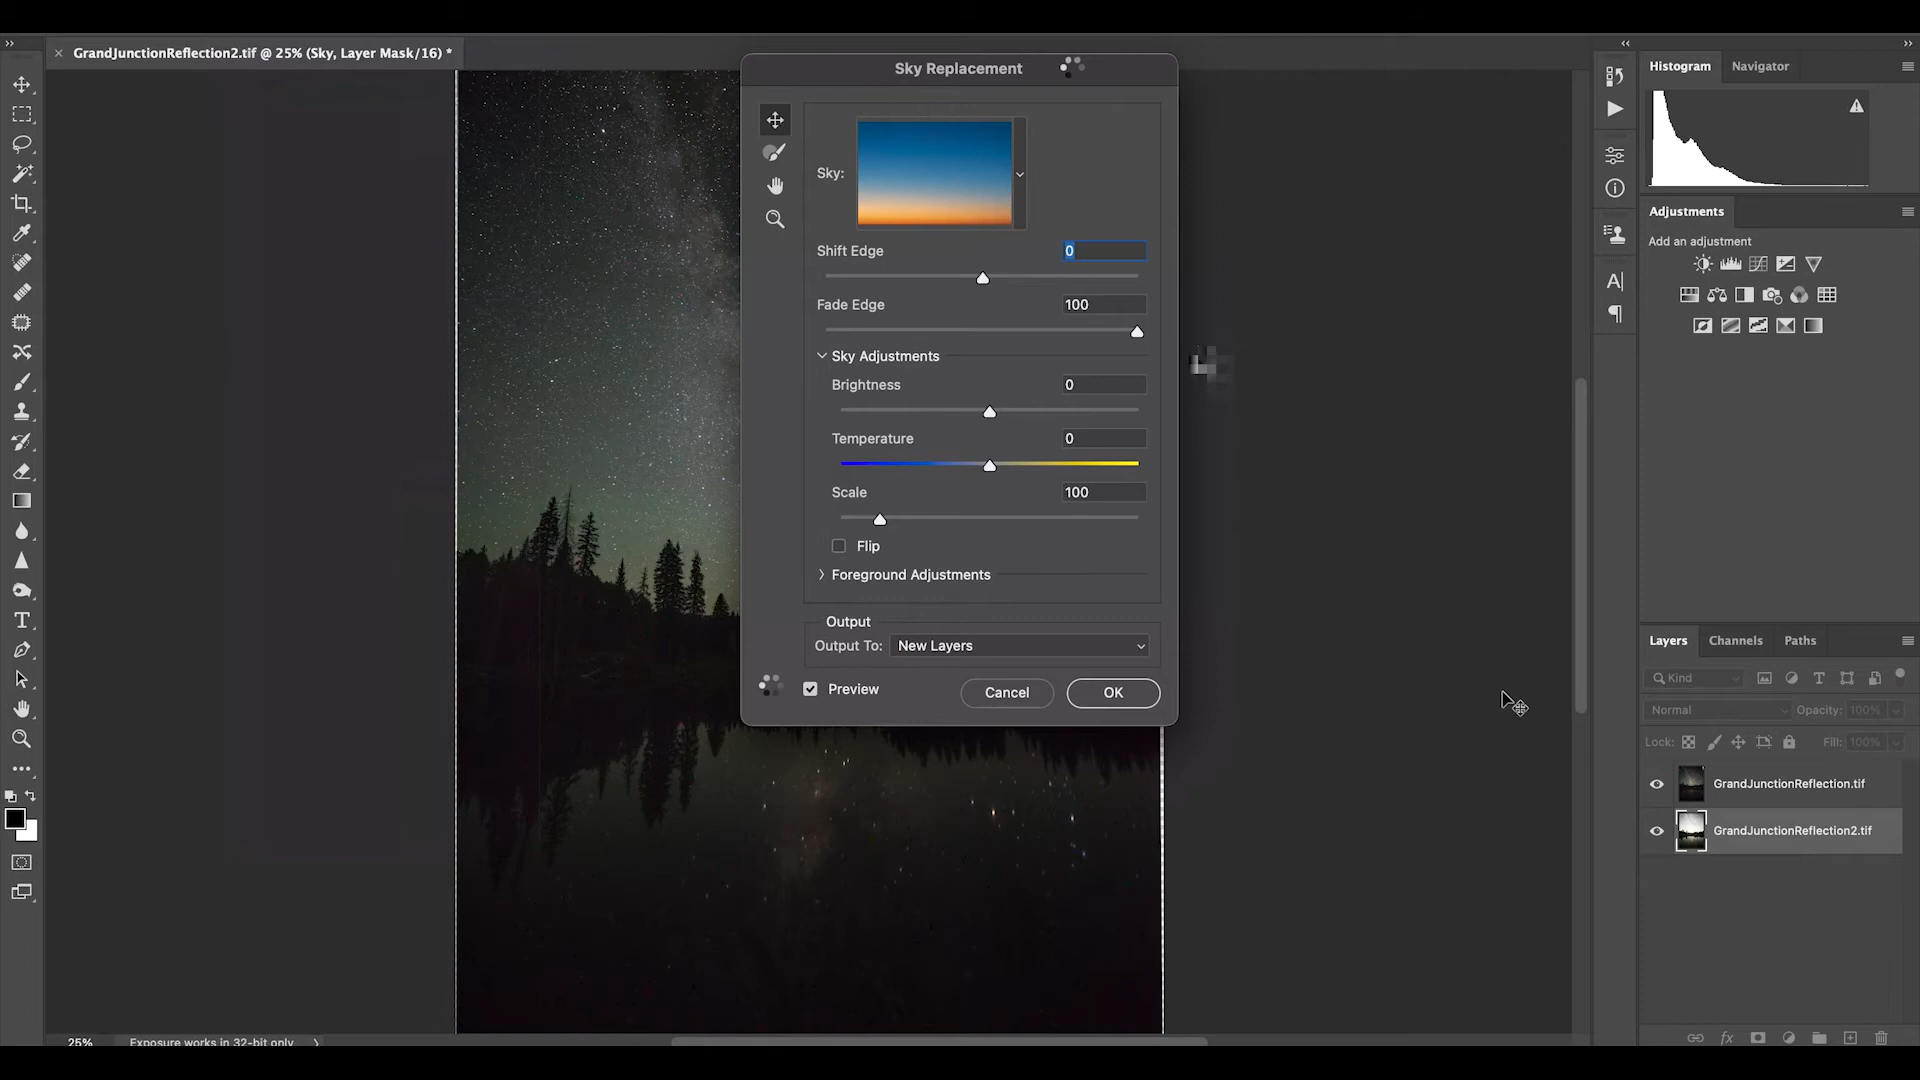 GrandJunctionReflection2.tif @ 25% (Sky, Layer Mask/16) *
Sky Replacement
Sky:
Shift Edge 0
Fade Edge 100
Sky Adjustments
Brightness 0
Temperature 0
Scale 100
Flip
Foreground Adjustments
Output
Output To: New Layers
Preview Cancel OK
25% Exposure works in 32-bit only
Histogram Navigator
Adjustments
Add an adjustment
Layers Channels Paths
Kind
Normal Opacity: 100%
Lock: Fill: 100%
GrandJunctionReflection.tif
GrandJunctionReflection2.tif